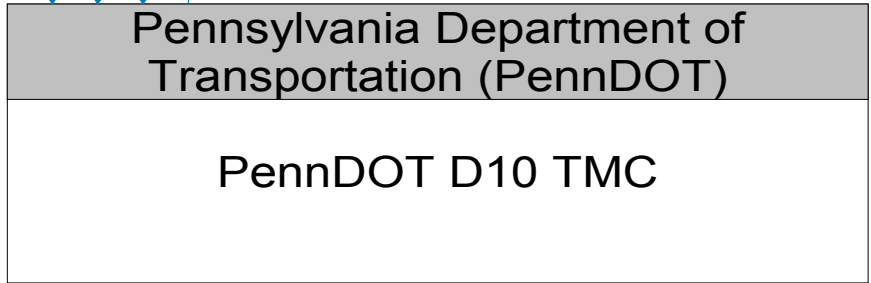 Pennsylvania Department of
Transportation (PennDOT)
PennDOT D10 TMC